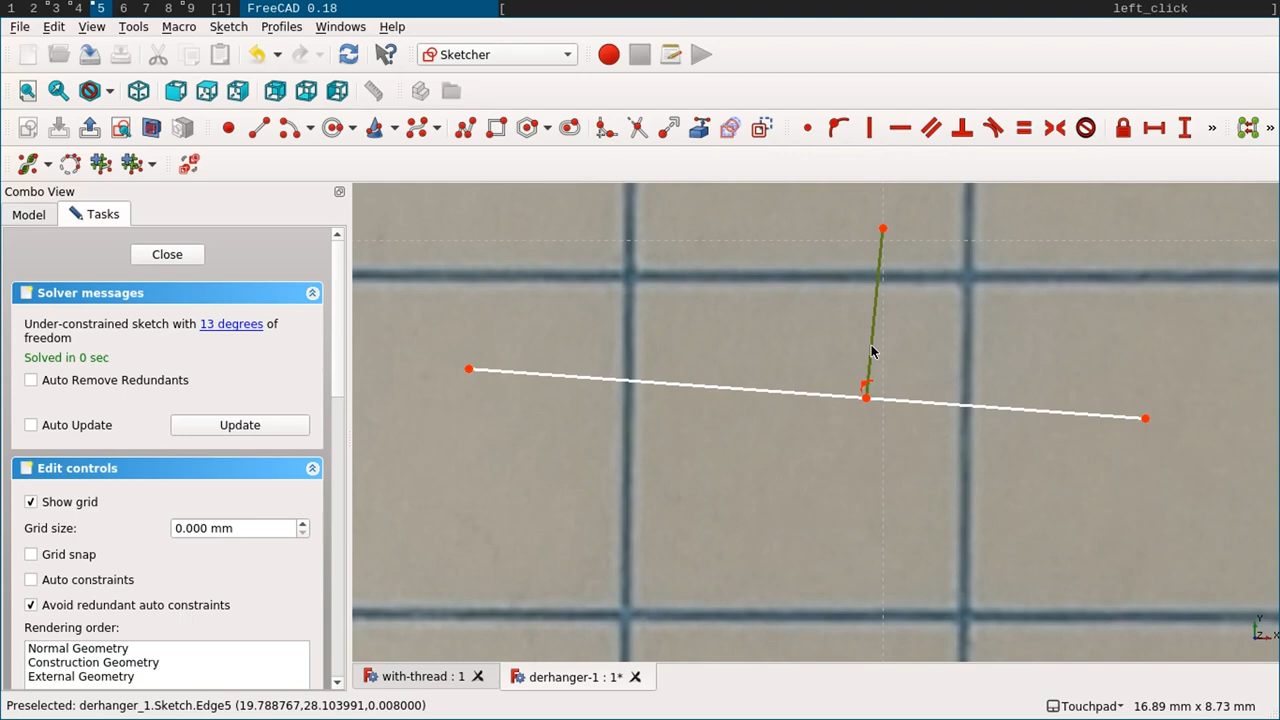 1 2 *3 *4 *5 6 7 8 9 [1] FreeCAD 0.18 [ left_click ]
File Edit View Tools Macro Sketch Profiles Windows Help
Sketcher
»
»
Combo View
Model Tasks
Close
Solver messages
Under-constrained sketch with 13 degrees of
freedom
Solved in 0 sec
Auto Remove Redundants
Auto Update Update
Edit controls
Show grid
Grid size: 0.000 mm
Grid snap
Auto constraints
Avoid redundant auto constraints
Rendering order:
Normal Geometry
Construction Geometry
External Geometry
Y
Z X
with-thread : 1 derhanger-1 : 1*
Preselected: derhanger_1.Sketch.Edge5 (19.788767,28.103991,0.008000) Touchpad 16.89 mm x 8.73 mm